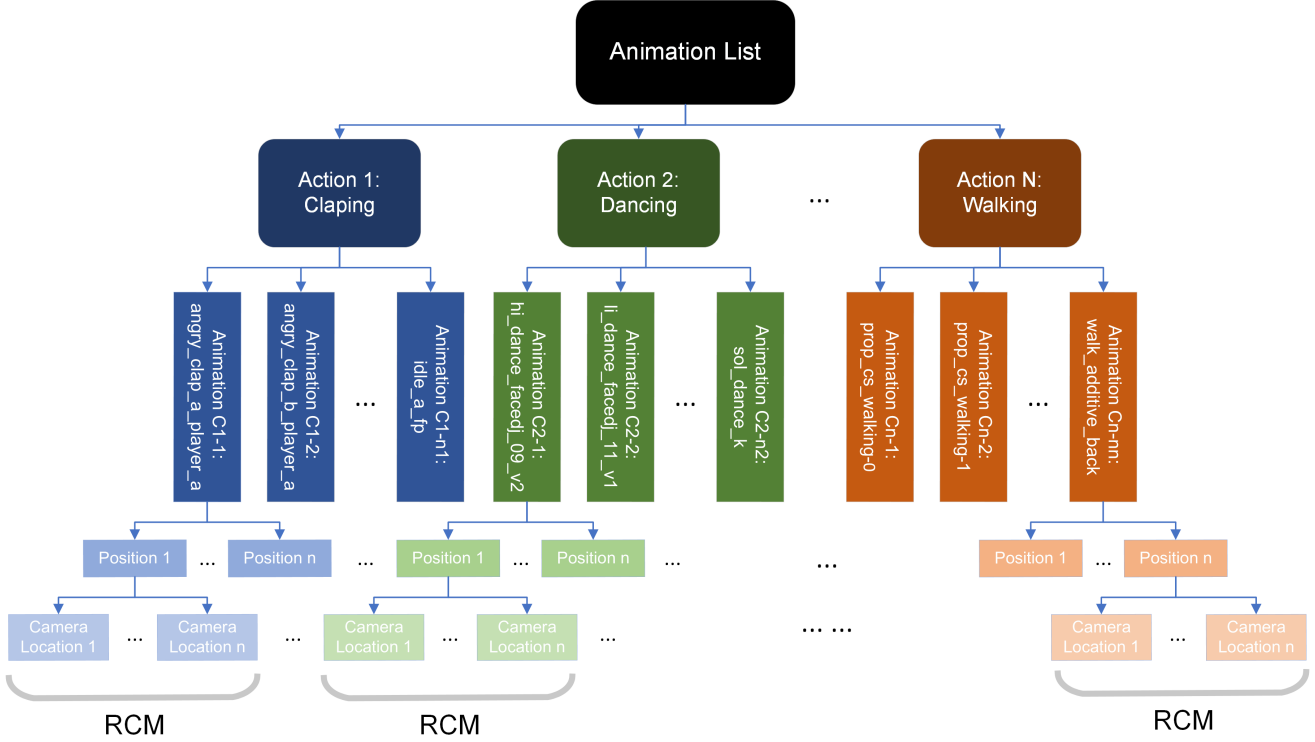 Animation List
Action 1:
Claping
Action 2:
Dancing
...
Action N:
Walking
Animation C1-1:
angry_clap_a_player_a
Animation C1-2:
angry_clap_b_player_a
...
Animation C1-n1:
idle_a_fp
Animation C2-1:
hi_dance_facedj_09_v2
Animation C2-2:
li_dance_facedj_11_v1
...
Animation C2-n2:
sol_dance_k
Animation Cn-1:
prop_cs_walking-0
Animation Cn-2:
prop_cs_walking-1
...
Animation Cn-nn:
walk_additive_back
Position 1
...
Position n
...
Position 1
...
Position n
...
...
Position 1
...
Position n
Camera
Location 1
...
Camera
Location n
...
Camera
Location 1
...
Camera
Location n
...
... ...
Camera
Location 1
...
Camera
Location n
RCM
RCM
RCM